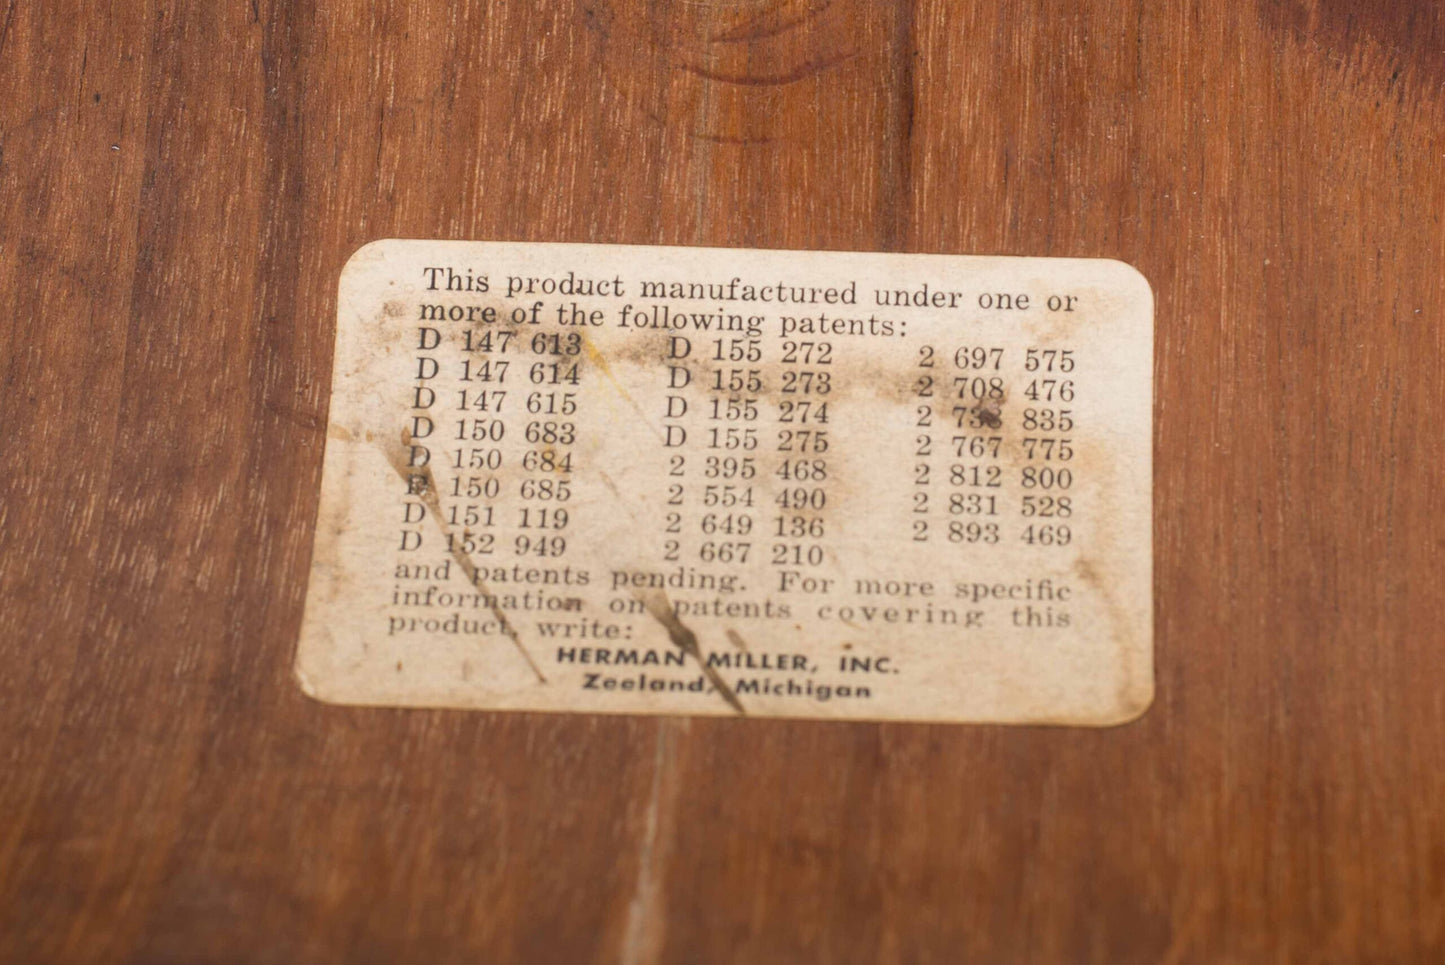 This product manufactured under one or
more of the following patents:
D 147 613 D 155 272 2 697 575
D 147 614 D 155 273 2 708 476
D 147 615 D 155 274 2 738 835
D 150 683 D 155 275 2 767 775
D 150 684 2 395 468 2 812 800
D 150 685 2 554 490 2 831 528
D 151 119 2 649 136 2 893 469
D 152 949 2 667 210
and patents pending. For more specific
information on patents covering this
product, write:
HERMAN MILLER, INC.
Zeeland, Michigan